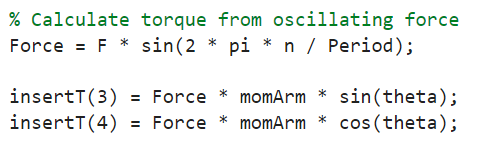 % Calculate torque from oscillating force
Force = F * sin(2 * pi * n / Period);
insertT(3) = Force * momArm * sin(theta);
insertT(4) = Force * momArm * cos(theta);